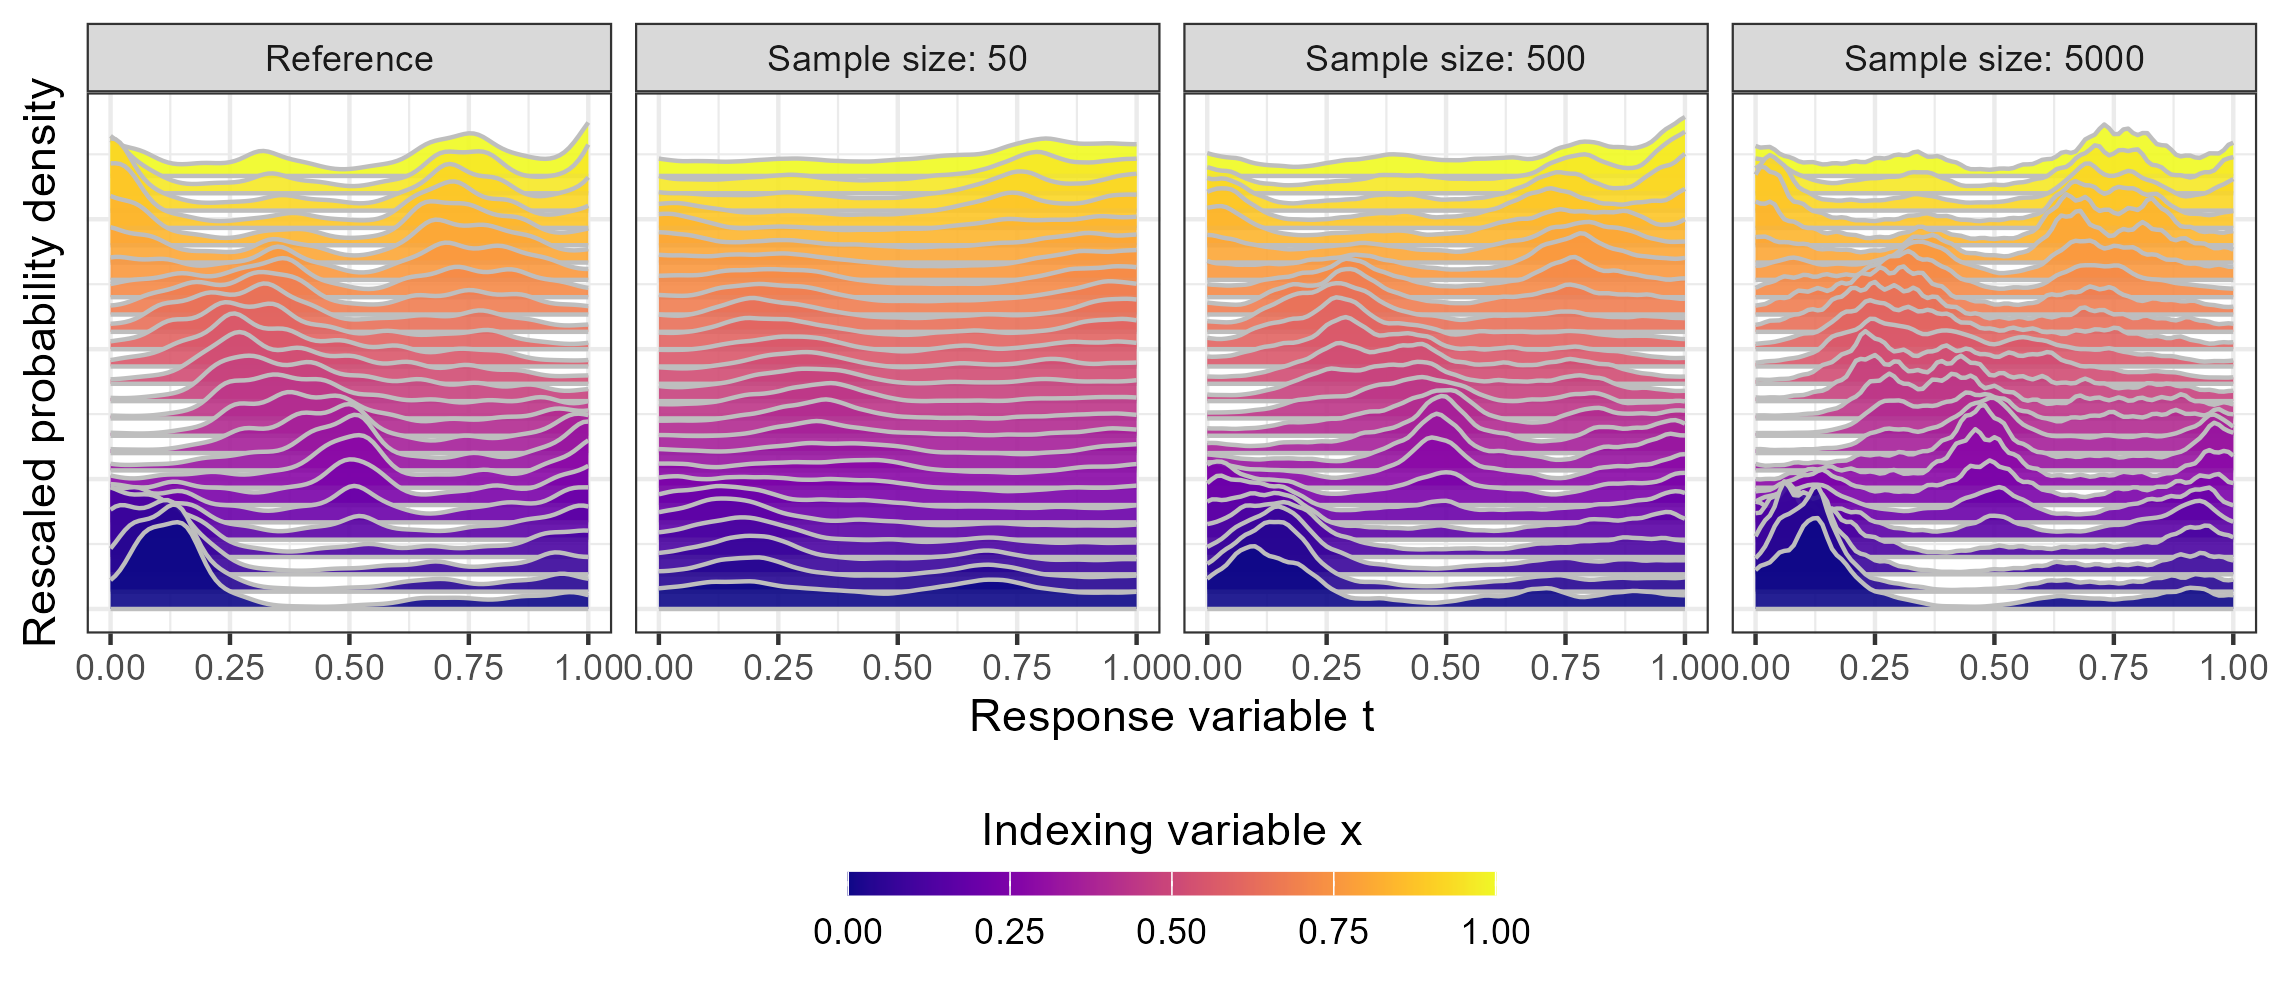 Reference
Sample size: 50
Sample size: 500
Sample size: 5000
Rescaled probability density
0.00 0.25 0.50 0.75 1.00 0.00 0.25 0.50 0.75 1.00 0.00 0.25 0.50 0.75 1.00 0.00 0.25 0.50 0.75 1.00
Response variable t
Indexing variable x
0.00 0.25 0.50 0.75 1.00